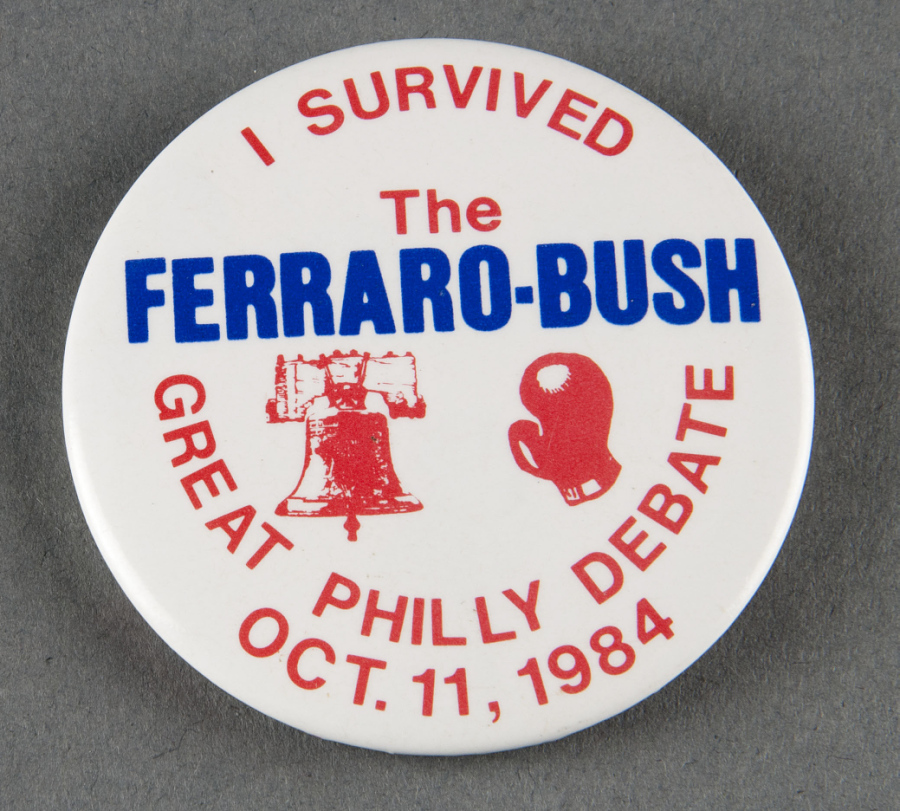 I SURVIVED
The
FERRARO-BUSH
GREAT PHILLY DEBATE
OCT. 11, 1984